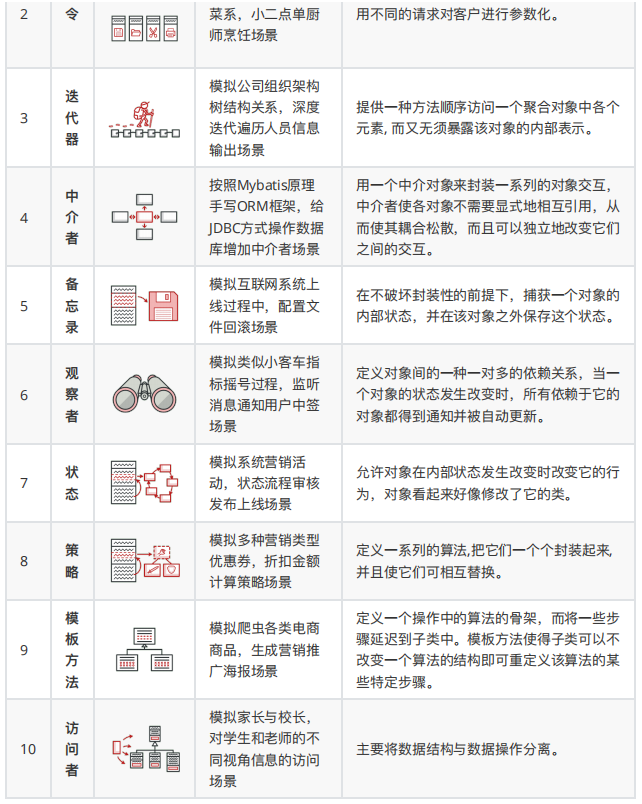 2
令
菜系，小二点单厨
师烹饪场景
用不同的请求对客户进行参数化。
3
迭
代
器
模拟公司组织架构
树结构关系，深度
迭代遍历人员信息
输出场景
提供一种方法顺序访问一个聚合对象中各个
元素, 而又无须暴露该对象的内部表示。
4
中
介
者
按照Mybatis原理
手写ORM框架，给
JDBC方式操作数据
库增加中介者场景
用一个中介对象来封装一系列的对象交互，
中介者使各对象不需要显式地相互引用，从
而使其耦合松散，而且可以独立地改变它们
之间的交互。
5
备
忘
录
模拟互联网系统上
线过程中，配置文
件回滚场景
在不破坏封装性的前提下，捕获一个对象的
内部状态，并在该对象之外保存这个状态。
6
观
察
者
模拟类似小客车指
标摇号过程，监听
消息通知用户中签
场景
定义对象间的一种一对多的依赖关系，当一
个对象的状态发生改变时，所有依赖于它的
对象都得到通知并被自动更新。
7
状
态
模拟系统营销活
动，状态流程审核
发布上线场景
允许对象在内部状态发生改变时改变它的行
为，对象看起来好像修改了它的类。
8
策
略
模拟多种营销类型
优惠券，折扣金额
计算策略场景
定义一系列的算法,把它们一个个封装起来,
并且使它们可相互替换。
9
模
板
方
法
模拟爬虫各类电商
商品，生成营销推
广海报场景
定义一个操作中的算法的骨架，而将一些步
骤延迟到子类中。模板方法使得子类可以不
改变一个算法的结构即可重定义该算法的某
些特定步骤。
10
访
问
者
模拟家长与校长，
对学生和老师的不
同视角信息的访问
场景
主要将数据结构与数据操作分离。